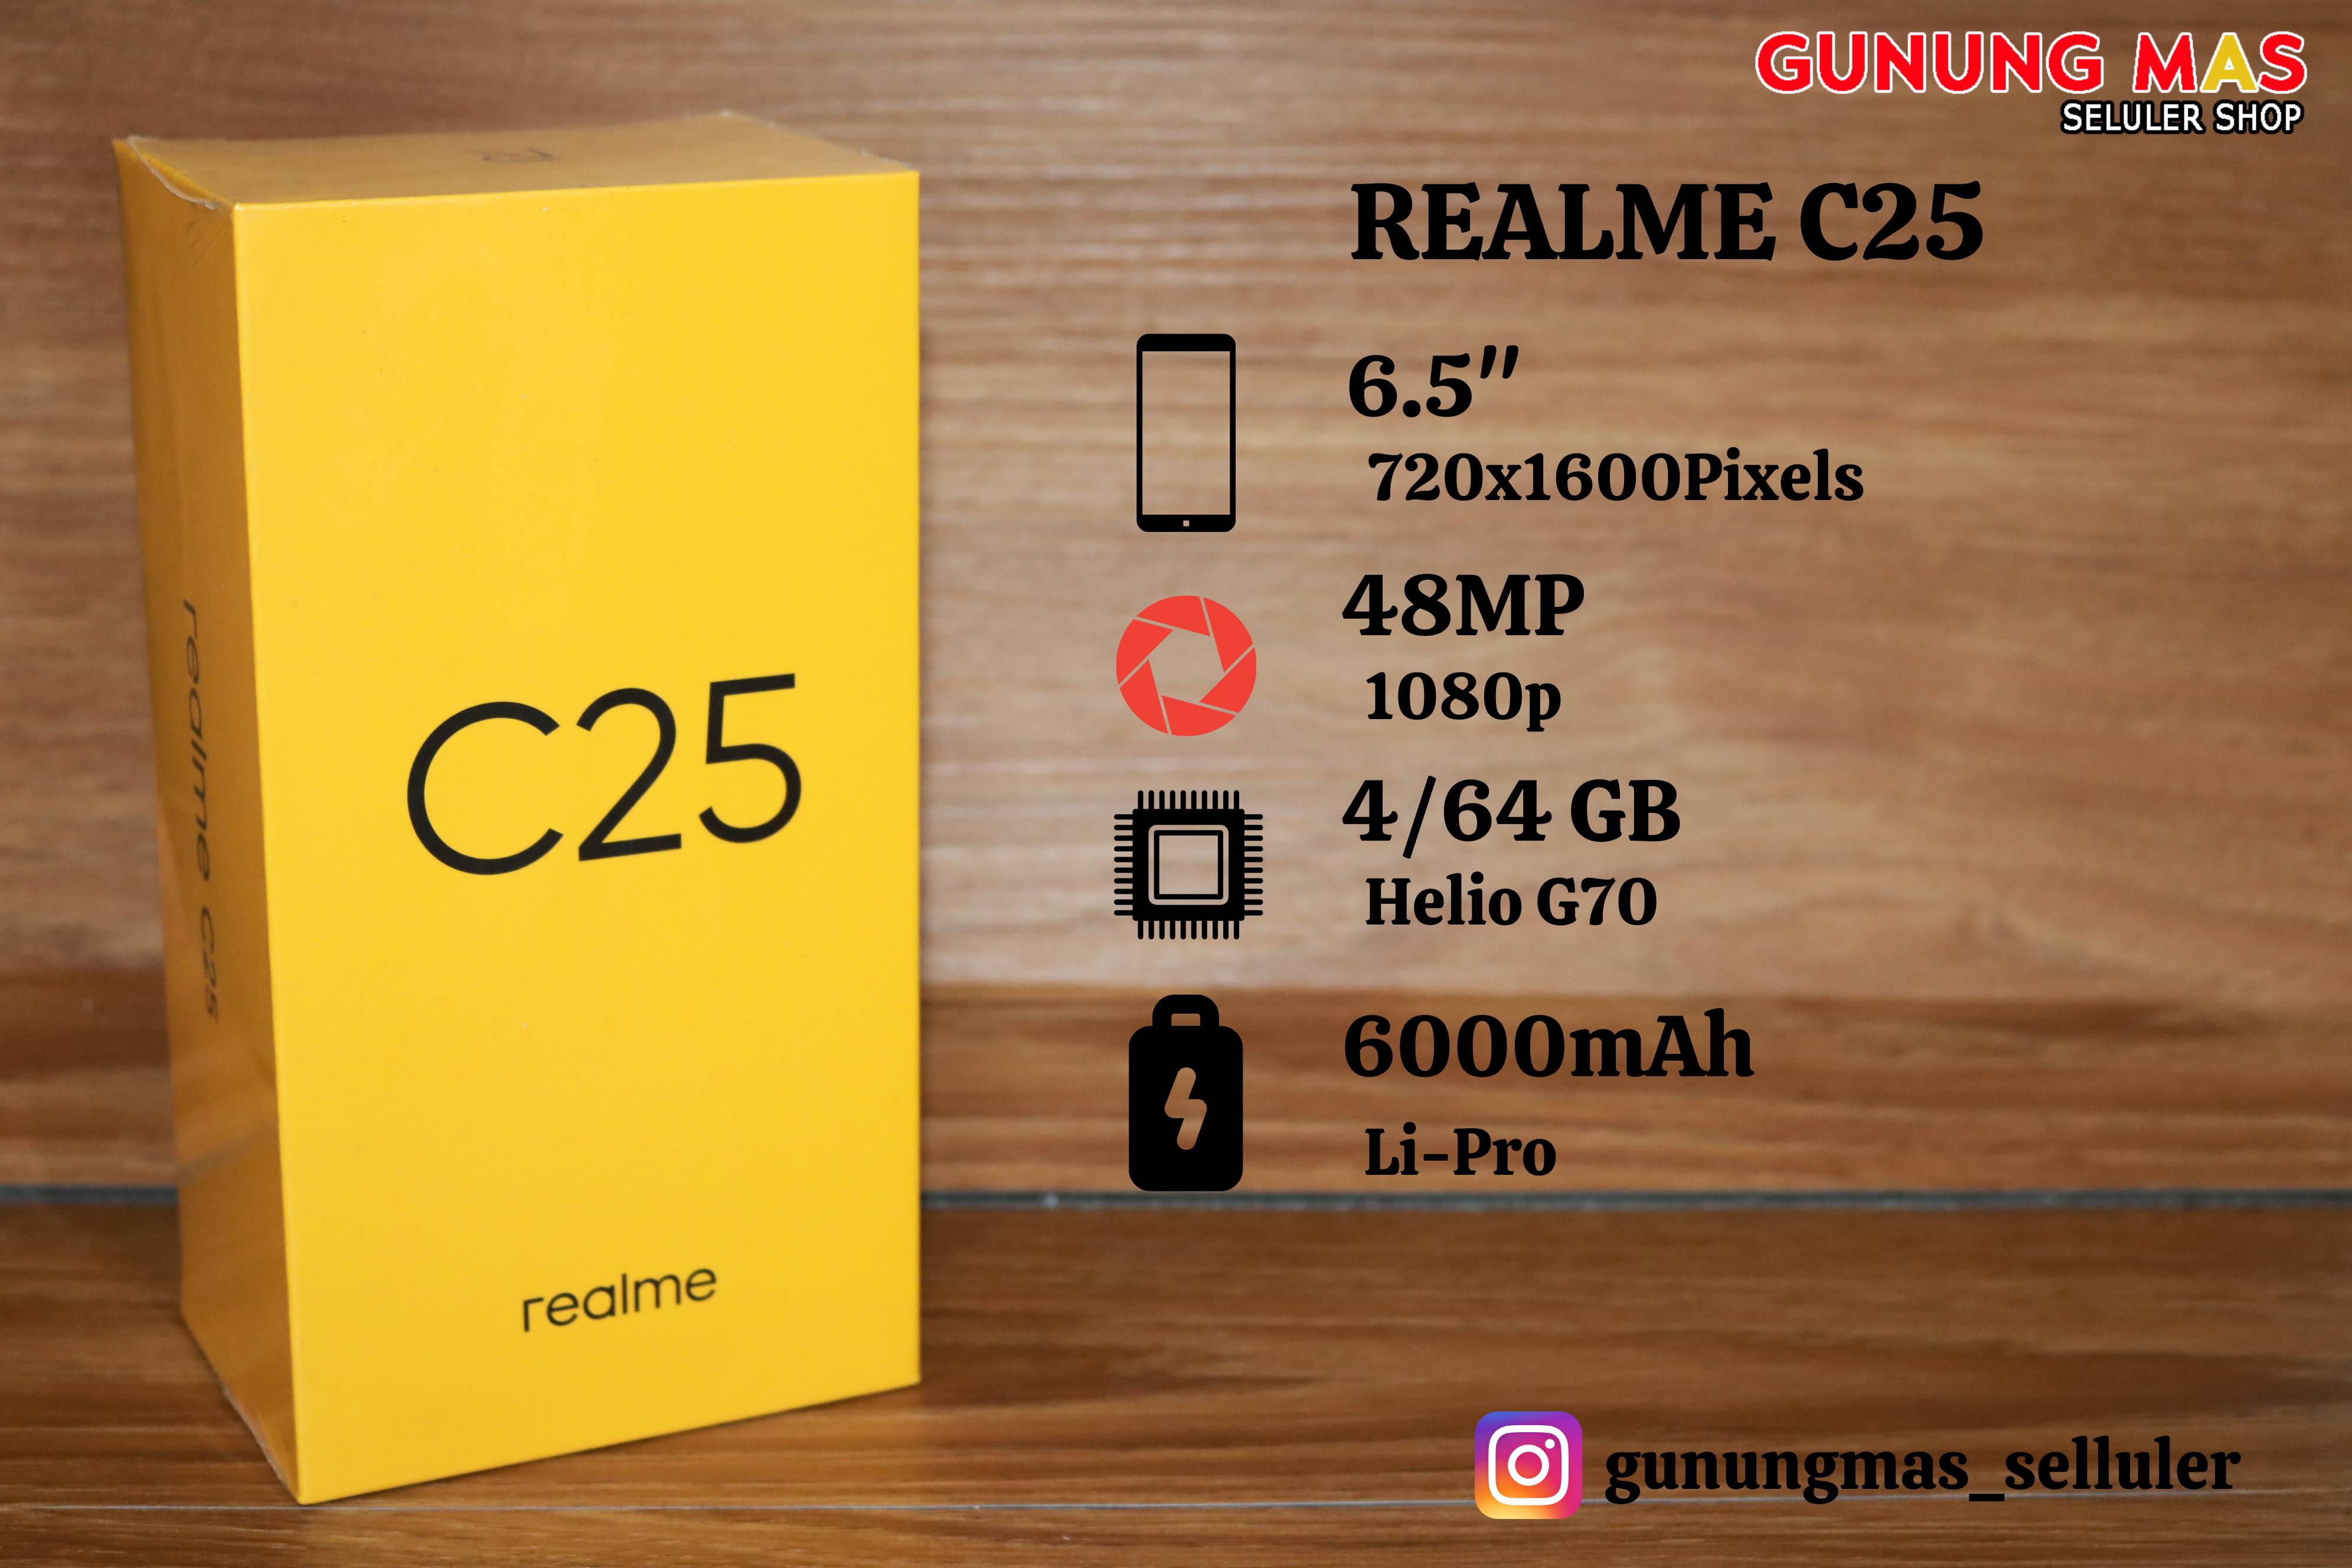 GUNUNG MAS
SELULER SHOP
REALME C25
6.5"
720x1600Pixels
48MP
1080p
4/64 GB
Helio G70
6000mAh
Li-Pro
C25
realme
realme C25
gunungmas_selluler